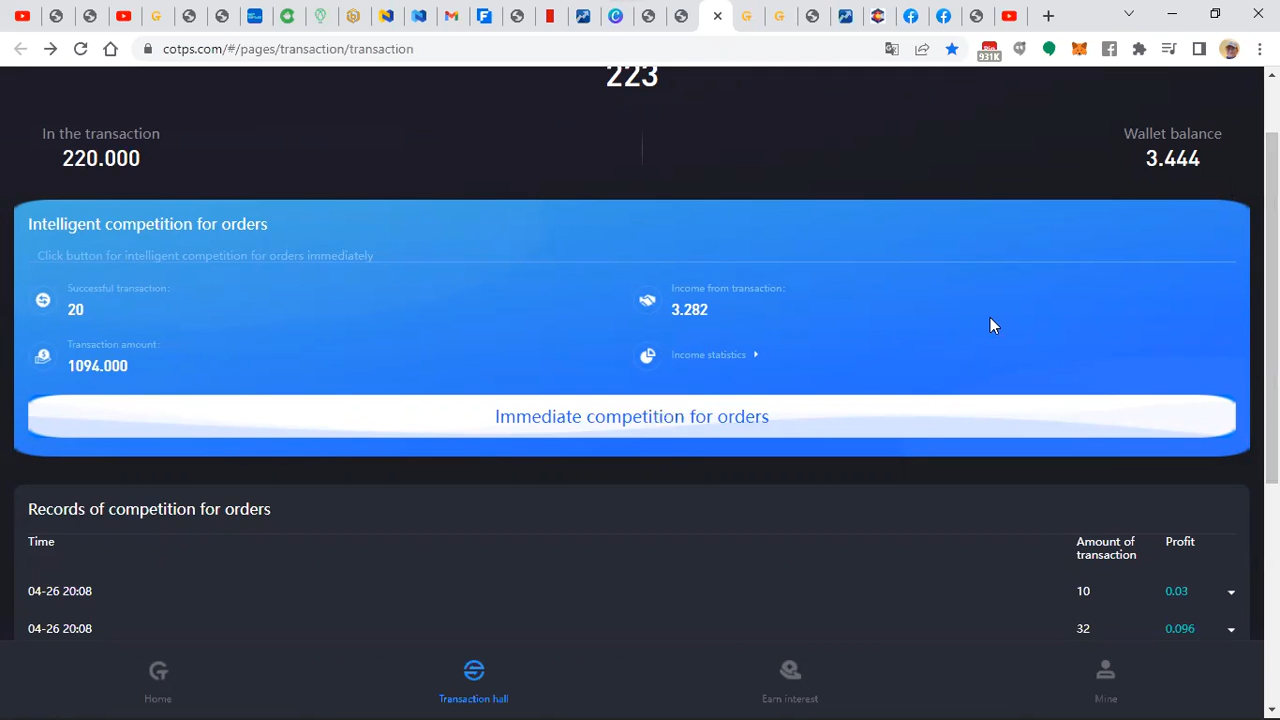 cotps.com/#/pages/transaction/transaction
931K
223
In the transaction
220.000
Wallet balance
3.444
Intelligent competition for orders
Click button for intelligent competition for orders immediately
Successful transaction:
20
Income from transaction:
3.282
Transaction amount:
1094.000
Income statistics
Immediate competition for orders
Records of competition for orders
Time
Amount of
transaction
Profit
04-26 20:08
10
0.03
04-26 20:08
32
0.096
Home
Transaction hall
Earn interest
Mine